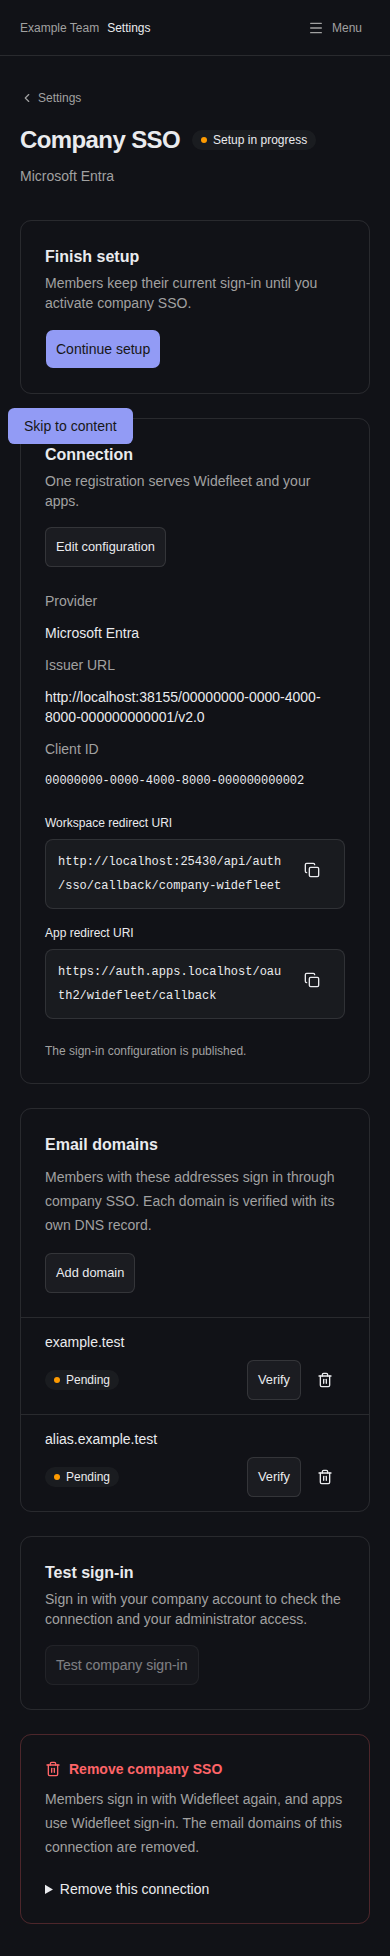 Example Team Settings Menu
Settings
Company SSO Setup in progress
Microsoft Entra
Finish setup
Members keep their current sign-in until you
activate company SSO.
Continue setup
Skip to content
Connection
One registration serves Widefleet and your
apps.
Edit configuration
Provider
Microsoft Entra
Issuer URL
http://localhost:38155/00000000-0000-4000-
8000-000000000001/v2.0
Client ID
00000000-0000-4000-8000-000000000002
Workspace redirect URI
http://localhost:25430/api/auth
/sso/callback/company-widefleet
App redirect URI
https://auth.apps.localhost/oau
th2/widefleet/callback
The sign-in configuration is published.
Email domains
Members with these addresses sign in through
company SSO. Each domain is verified with its
own DNS record.
Add domain
example.test
Pending Verify
alias.example.test
Pending Verify
Test sign-in
Sign in with your company account to check the
connection and your administrator access.
Test company sign-in
Remove company SSO
Members sign in with Widefleet again, and apps
use Widefleet sign-in. The email domains of this
connection are removed.
Remove this connection